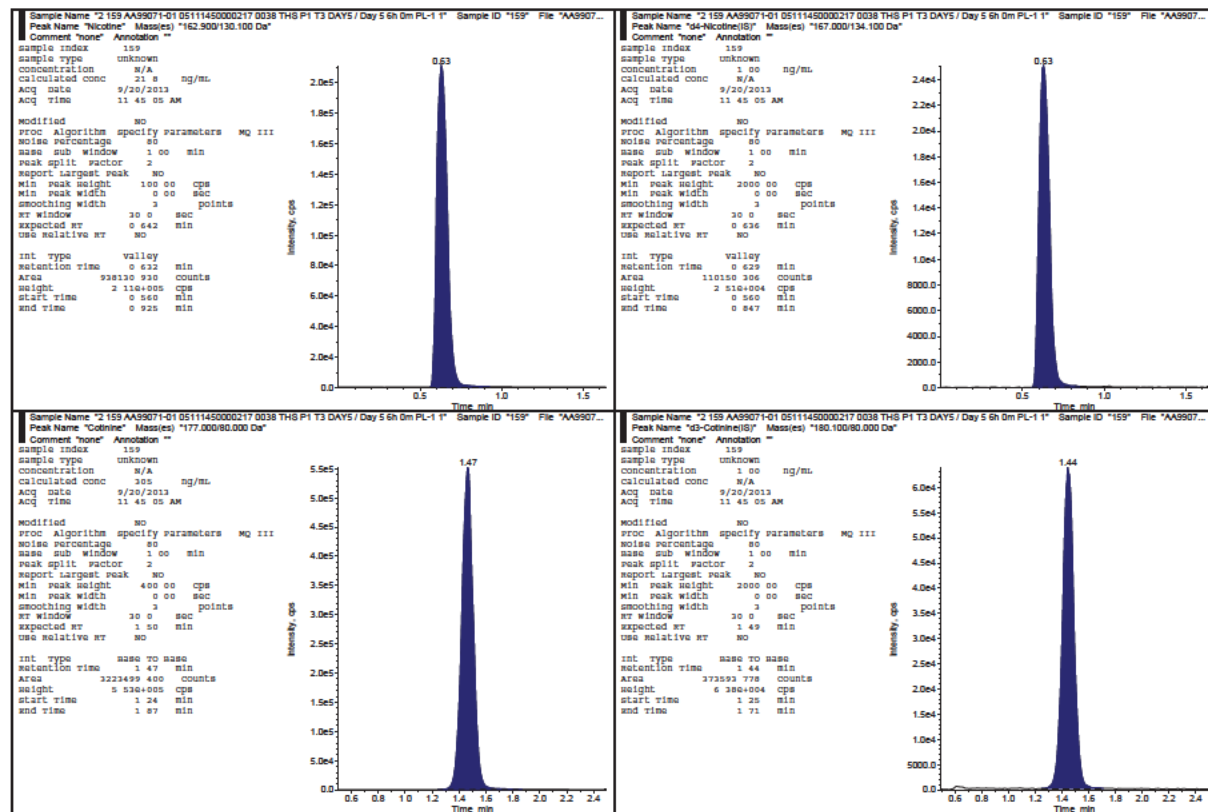 Sample Name "2 159 AA99071-01 051114500000217 0038 THS P1 T3 DAY5 / Day 5 6h 0m PL-1 1" Sample ID "159" File "AA9907...
Peak Name "Nicotine" Mass(es) "162.900/130.100 Da"
Comment "none" Annotation ""
Sample Index 159
Sample Type Unknown
Concentration N/A
Calculated Conc 21 8 ng/mL
Acq Date 9/20/2013
Acq Time 11 45 05 AM
Modified NO
Proc Algorithm Specify Parameters MQ III
Noise Percentage 80
Base Sub Window 1 00 min
Peak Split Factor 2
Report Largest Peak NO
Min Peak Height 100 00 cps
Min Peak Width 0 00 sec
Smoothing Width 3 points
RT Window 30 0 sec
Expected RT 0 642 min
Use Relative RT NO
Int Type Valley
Retention Time 0 632 min
Area 938130 930 counts
Height 2 11e+005 cps
Start Time 0 560 min
End Time 0 925 min
0.63
Intensity, cps
2.0e5
1.8e5
1.6e5
1.4e5
1.2e5
1.0e5
8.0e4
6.0e4
4.0e4
2.0e4
0.0
0.5 1.0 1.5
Time min
Sample Name "2 159 AA99071-01 051114500000217 0038 THS P1 T3 DAY5 / Day 5 6h 0m PL-1 1" Sample ID "159" File "AA9907...
Peak Name "d4-Nicotine(IS)" Mass(es) "167.000/134.100 Da"
Comment "none" Annotation ""
Sample Index 159
Sample Type Unknown
Concentration 1 00 ng/mL
Calculated Conc N/A
Acq Date 9/20/2013
Acq Time 11 45 05 AM
Modified NO
Proc Algorithm Specify Parameters MQ III
Noise Percentage 80
Base Sub Window 1 00 min
Peak Split Factor 2
Report Largest Peak NO
Min Peak Height 2000 00 cps
Min Peak Width 0 00 sec
Smoothing Width 3 points
RT Window 30 0 sec
Expected RT 0 636 min
Use Relative RT NO
Int Type Valley
Retention Time 0 629 min
Area 110150 306 counts
Height 2 51e+004 cps
Start Time 0 560 min
End Time 0 847 min
0.63
Intensity, cps
2.4e4
2.2e4
2.0e4
1.8e4
1.6e4
1.4e4
1.2e4
1.0e4
8000.0
6000.0
4000.0
2000.0
0.0
0.5 1.0 1.5
Time min
Sample Name "2 159 AA99071-01 051114500000217 0038 THS P1 T3 DAY5 / Day 5 6h 0m PL-1 1" Sample ID "159" File "AA9907...
Peak Name "Cotinine" Mass(es) "177.000/80.000 Da"
Comment "none" Annotation ""
Sample Index 159
Sample Type Unknown
Concentration N/A
Calculated Conc 305 ng/mL
Acq Date 9/20/2013
Acq Time 11 45 05 AM
Modified NO
Proc Algorithm Specify Parameters MQ III
Noise Percentage 80
Base Sub Window 1 00 min
Peak Split Factor 2
Report Largest Peak NO
Min Peak Height 400 00 cps
Min Peak Width 0 00 sec
Smoothing Width 3 points
RT Window 30 0 sec
Expected RT 1 50 min
Use Relative RT NO
Int Type Base To Base
Retention Time 1 47 min
Area 3223499 400 counts
Height 5 53e+005 cps
Start Time 1 24 min
End Time 1 87 min
1.47
Intensity, cps
5.5e5
5.0e5
4.5e5
4.0e5
3.5e5
3.0e5
2.5e5
2.0e5
1.5e5
1.0e5
5.0e4
0.0
0.6 0.8 1.0 1.2 1.4 1.6 1.8 2.0 2.2 2.4
Time min
Sample Name "2 159 AA99071-01 051114500000217 0038 THS P1 T3 DAY5 / Day 5 6h 0m PL-1 1" Sample ID "159" File "AA9907...
Peak Name "d3-Cotinine(IS)" Mass(es) "180.100/80.000 Da"
Comment "none" Annotation ""
Sample Index 159
Sample Type Unknown
Concentration 1 00 ng/mL
Calculated Conc N/A
Acq Date 9/20/2013
Acq Time 11 45 05 AM
Modified NO
Proc Algorithm Specify Parameters MQ III
Noise Percentage 80
Base Sub Window 1 00 min
Peak Split Factor 2
Report Largest Peak NO
Min Peak Height 2000 00 cps
Min Peak Width 0 00 sec
Smoothing Width 3 points
RT Window 30 0 sec
Expected RT 1 49 min
Use Relative RT NO
Int Type Base To Base
Retention Time 1 44 min
Area 373593 778 counts
Height 6 38e+004 cps
Start Time 1 25 min
End Time 1 71 min
1.44
Intensity, cps
6.0e4
5.5e4
5.0e4
4.5e4
4.0e4
3.5e4
3.0e4
2.5e4
2.0e4
1.5e4
1.0e4
5000.0
0.0
0.6 0.8 1.0 1.2 1.4 1.6 1.8 2.0 2.2 2.4
Time min